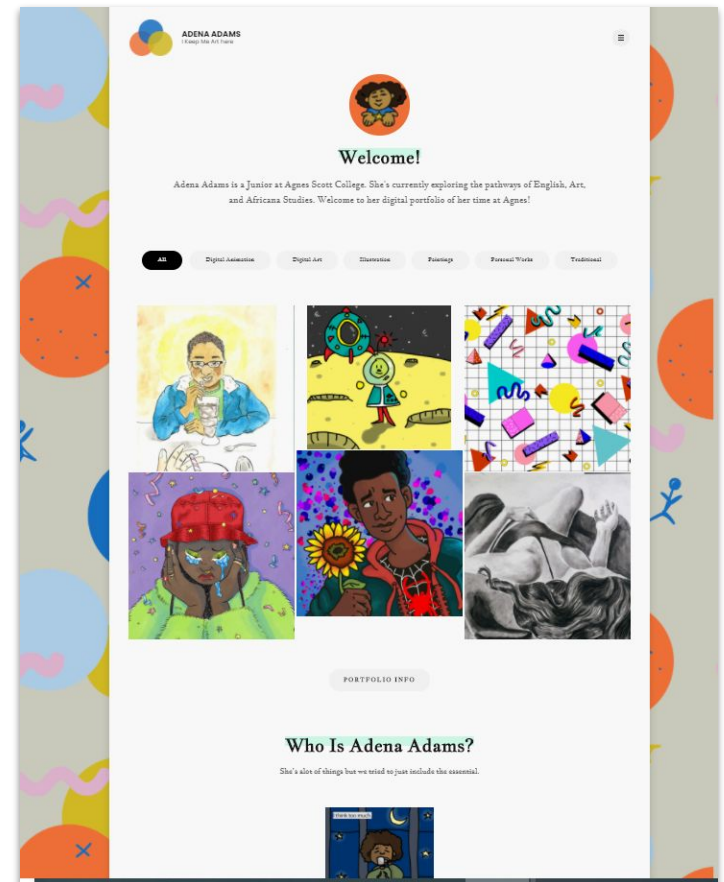 ADENA ADAMS
I Keep Me Art here
Welcome!
Adena Adams is a Junior at Agnes Scott College. She's currently exploring the pathways of English, Art,
and Africana Studies. Welcome to her digital portfolio of her time at Agnes!
All
Digital Animation
Digital Art
Illustration
Paintings
Personal Works
Traditional
PORTFOLIO INFO
Who Is Adena Adams?
She's alot of things but we tried to just include the essential.
I think too much.